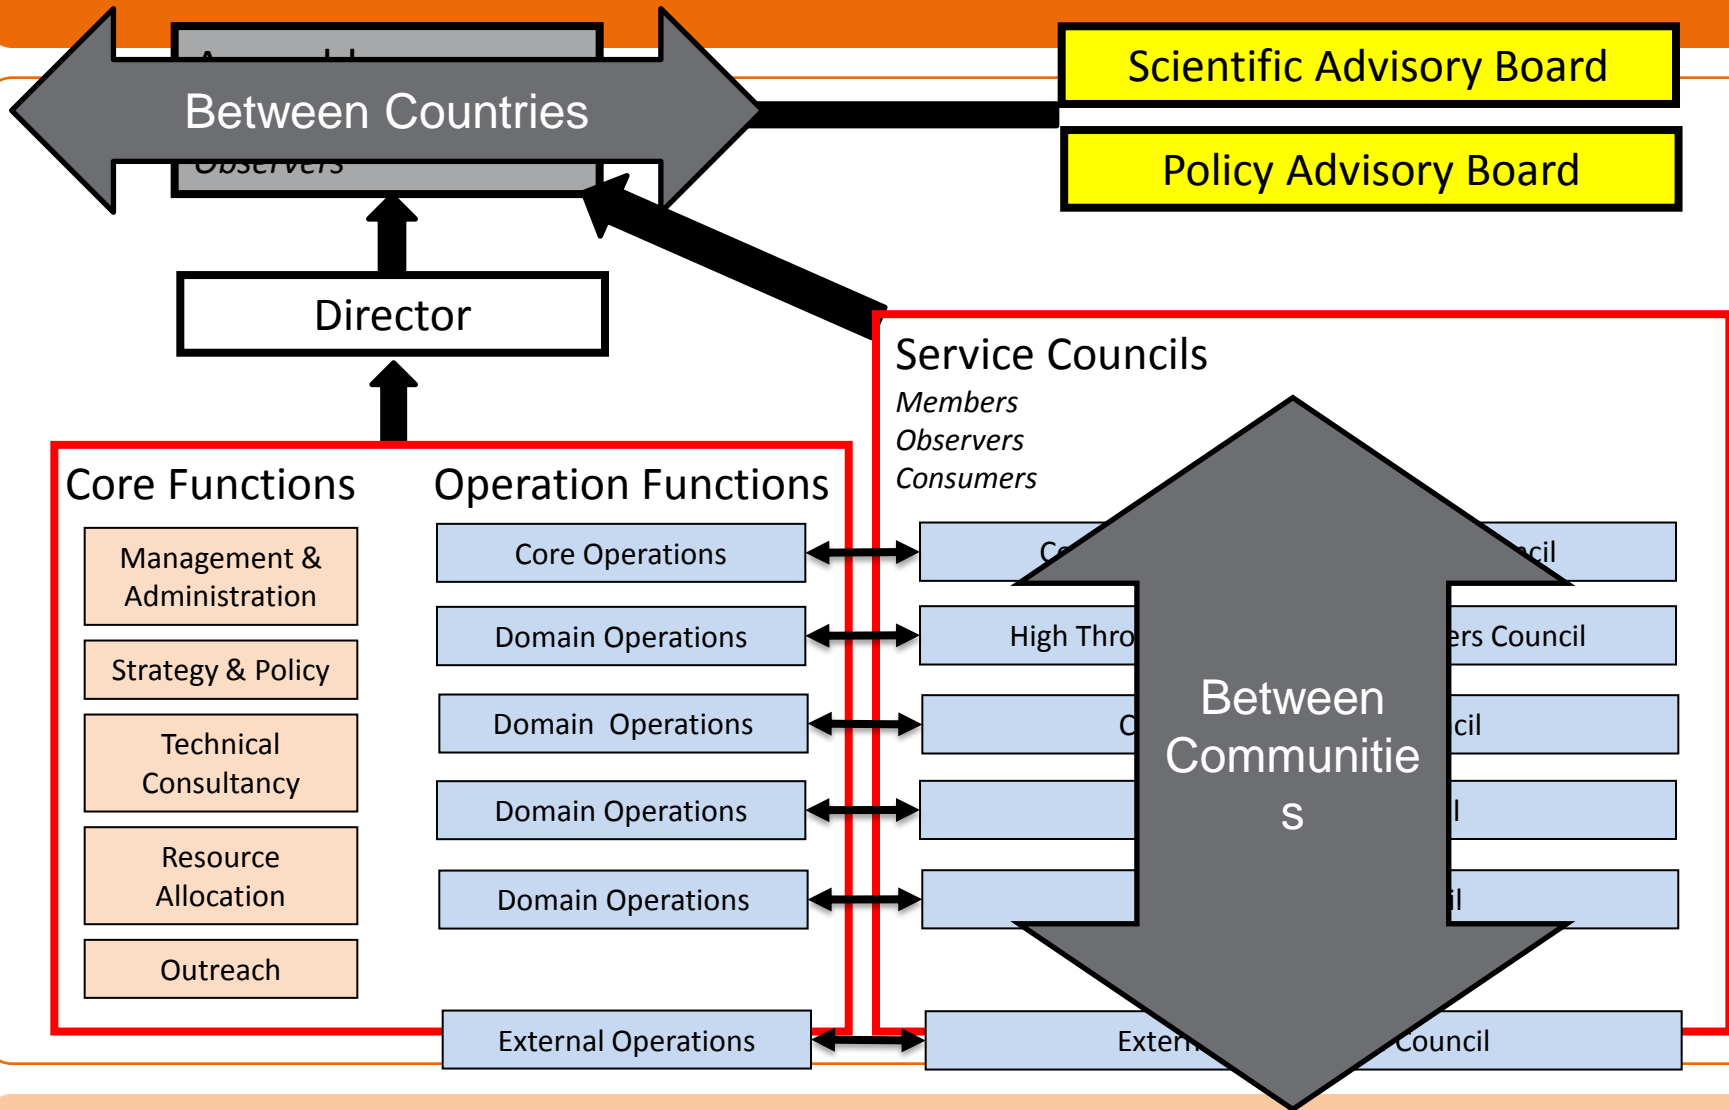 Between Countries
Observers
Scientific Advisory Board
Policy Advisory Board
Director
Service Councils
Members
Observers
Consumers
Core Functions
Operation Functions
Management &
Administration
Strategy & Policy
Technical
Consultancy
Resource
Allocation
Outreach
Core Operations
Domain Operations
Domain  Operations
Domain Operations
Domain Operations
External Operations
High
Council
Between
Communitie
s
Council